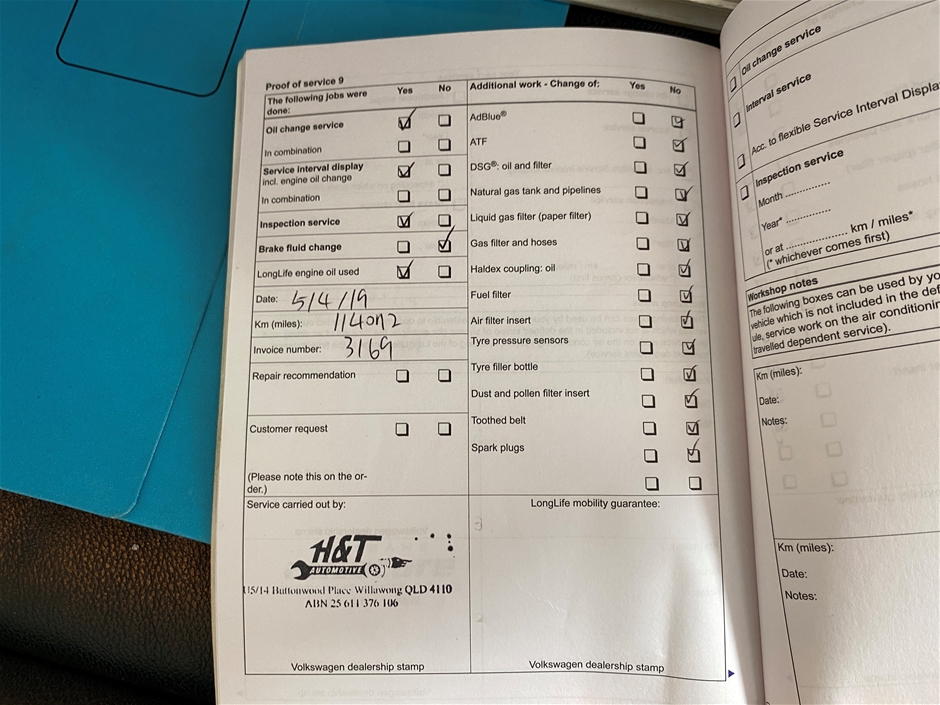 Proof of service 9
The following jobs were done:
Yes No
Oil change service
In combination
Service interval display
incl. engine oil change
In combination
Inspection service
Brake fluid change
LongLife engine oil used
Date: 5/4/19
Km (miles):
Invoice number: 3169
Repair recommendation
Customer request
(Please note this on the or-
der.)
Service carried out by:
H&T
AUTOMOTIVE
U5/14 Buttonwood Place Willawong QLD 4110
ABN 25 611 376 106
Volkswagen dealership stamp
Additional work - Change of: Yes No
AdBlue®
ATF
DSG®: oil and filter
Natural gas tank and pipelines
Liquid gas filter (paper filter)
Gas filter and hoses
Haldex coupling: oil
Fuel filter
Air filter insert
Tyre pressure sensors
Tyre filler bottle
Dust and pollen filter insert
Toothed belt
Spark plugs
LongLife mobility guarantee:
Volkswagen dealership stamp
Oil change service
Interval service
Acc. to flexible Service Interval
Inspection service
Month ..............
Year* ..............
or at .................... km / miles*
(* whichever comes first)
Workshop notes
The following boxes can be used by
vehicle which is not included in the
service work on the air
travelled dependent service).
Km (miles):
Date:
Notes:
Km (miles):
Date:
Notes: